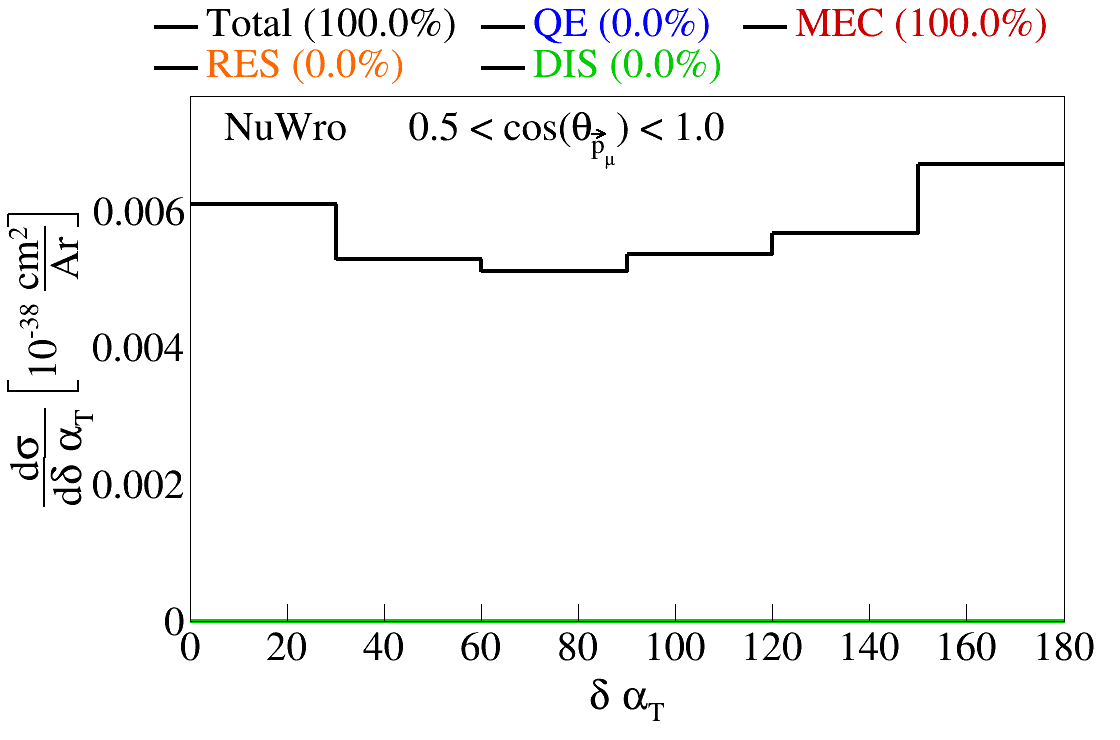 Total (100.0%) QE (0.0%) MEC (100.0%)
RES (0.0%) DIS (0.0%)
NuWro 0.5 < cos(θ_p⃗_μ) < 1.0
0.006
0.004
0.002
0
0 20 40 60 80 100 120 140 160 180
δ α_T
dσ/dδ α_T [10^-38 cm^2/Ar]